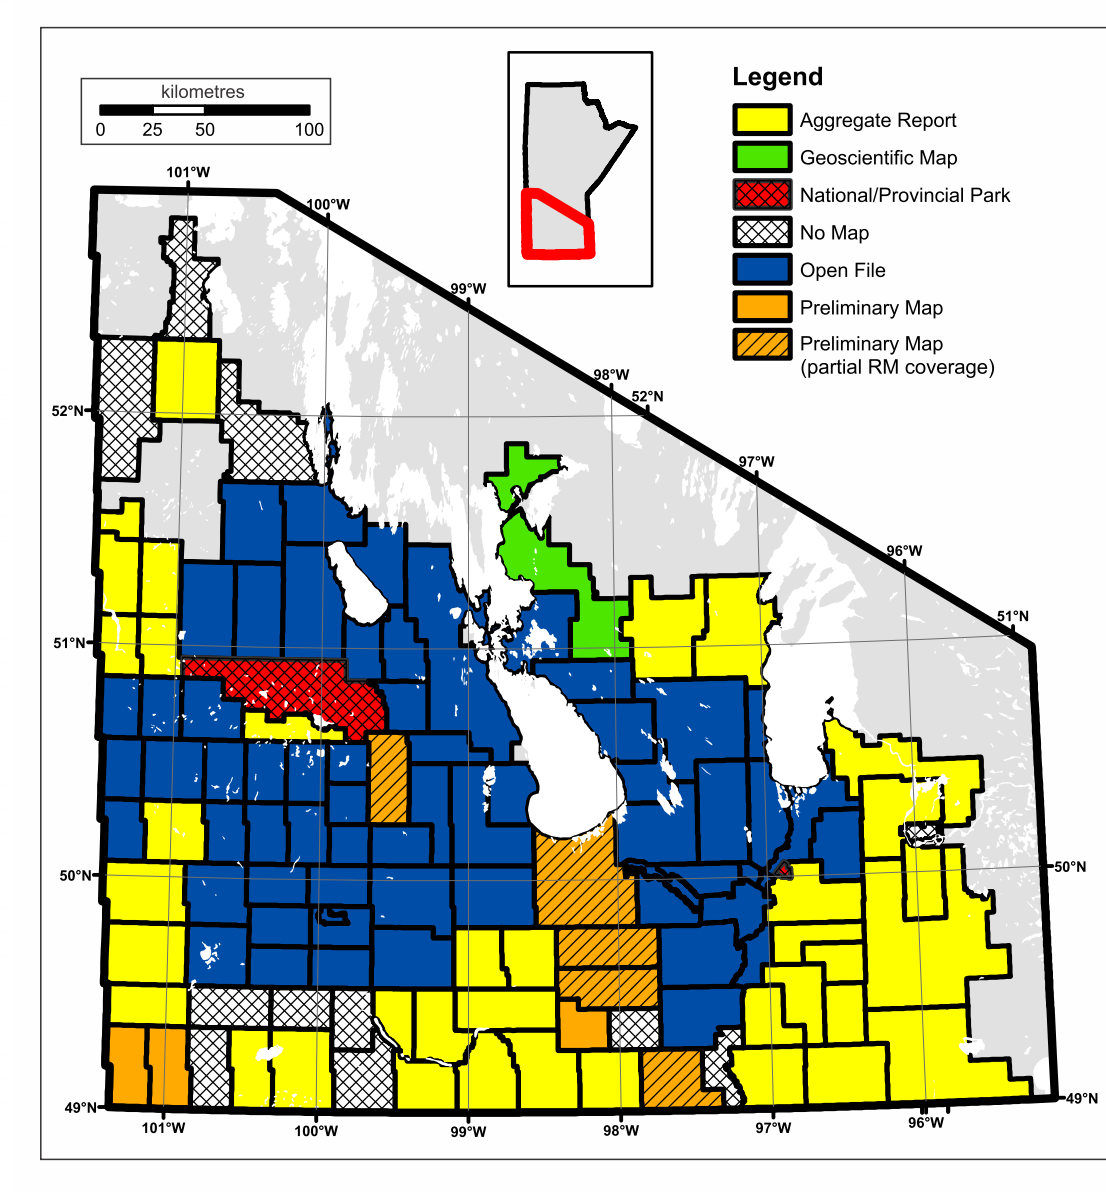 kilometres
0 25 50 100
Legend
Aggregate Report
Geoscientific Map
National/Provincial Park
No Map
Open File
Preliminary Map
Preliminary Map
(partial RM coverage)
101°W
100°W
99°W
98°W
52°N
52°N
97°W
96°W
51°N
51°N
50°N
50°N
49°N
49°N
101°W
100°W
99°W
98°W
97°W
96°W